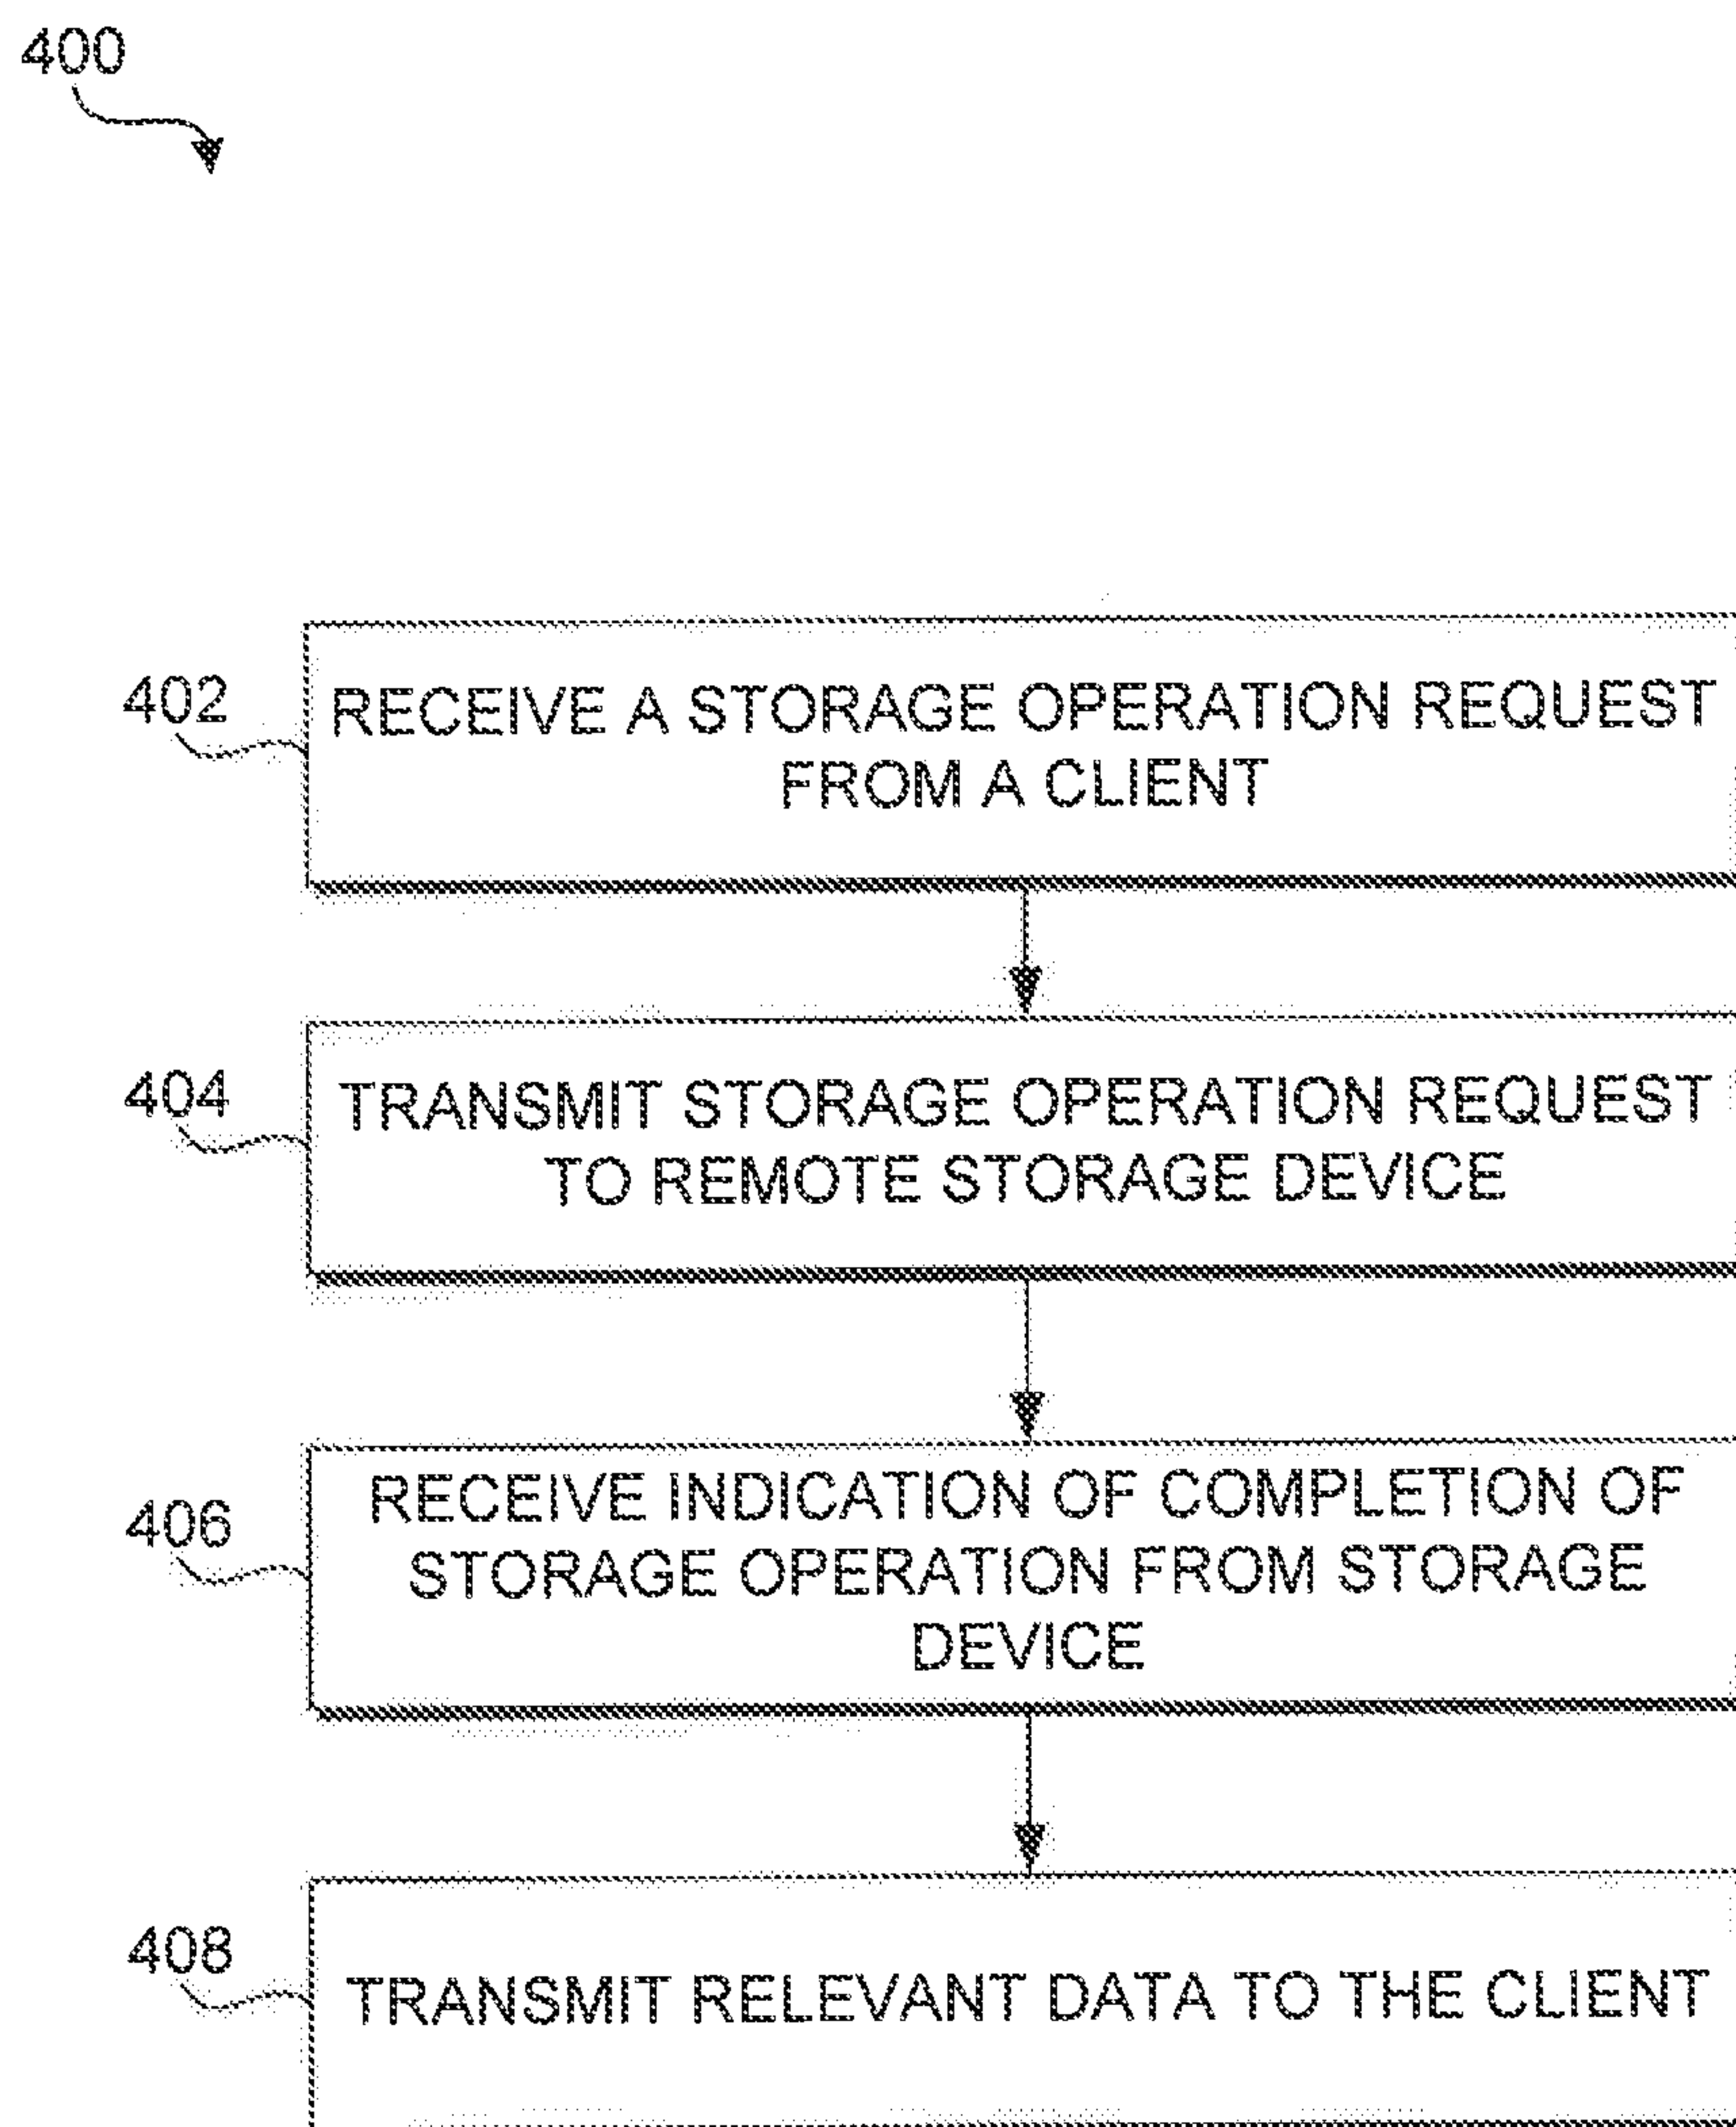 400
402
RECEIVE A STORAGE OPERATION REQUEST
FROM A CLIENT
404
TRANSMIT STORAGE OPERATION REQUEST
TO REMOTE STORAGE DEVICE
406
RECEIVE INDICATION OF COMPLETION OF
STORAGE OPERATION FROM STORAGE
DEVICE
408
TRANSMIT RELEVANT DATA TO THE CLIENT